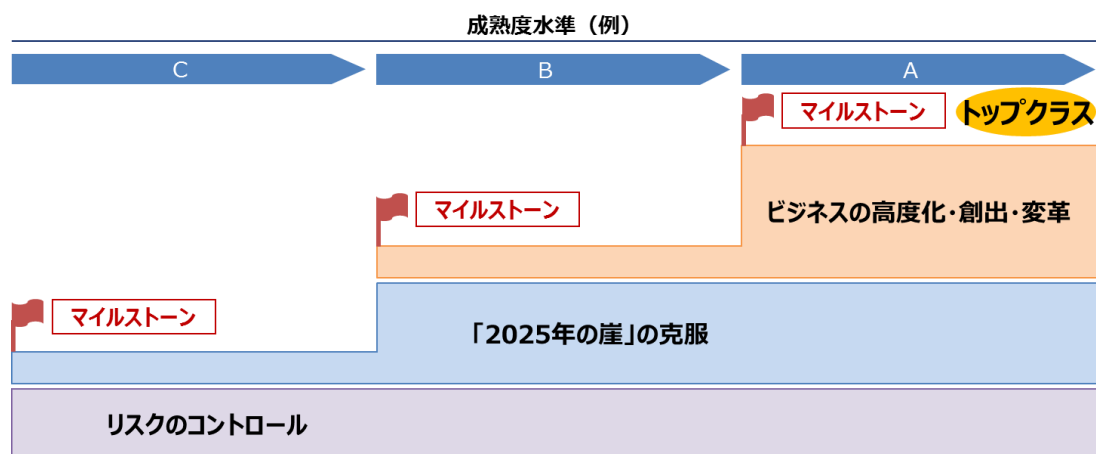 成熟度水準（例）
C
B
A
マイルストーン
トップクラス
ビジネスの高度化・創出・変革
マイルストーン
マイルストーン
「2025年の崖」の克服
リスクのコントロール